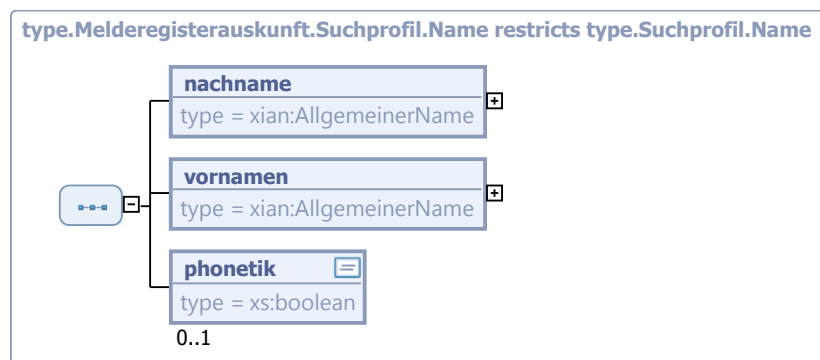 type.Melderegisterauskunft.Suchprofil.Name restricts type.Suchprofil.Name
nachname
type = xian:AllgemeinerName
vornamen
type = xian:AllgemeinerName
phonetik
type = xs:boolean
0..1